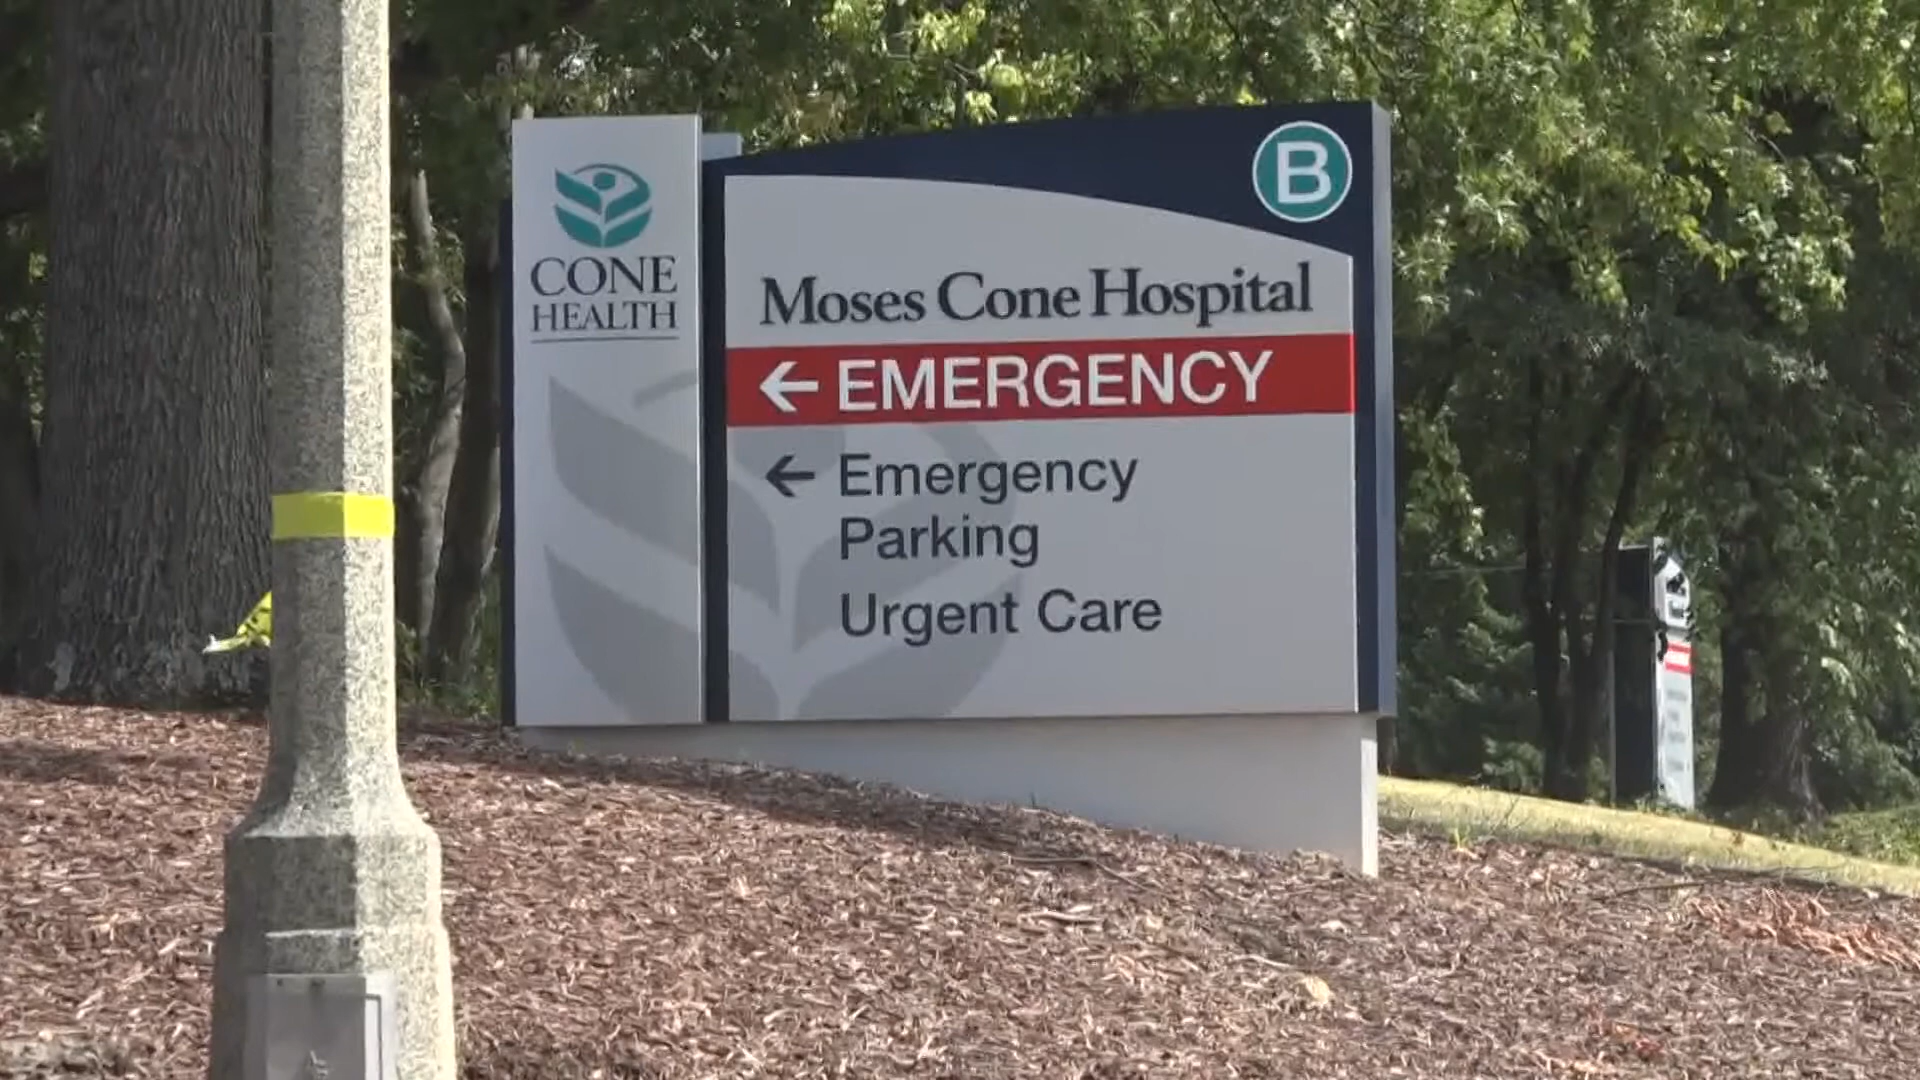 CONE
HEALTH
B
Moses Cone Hospital
← EMERGENCY
← Emergency
Parking
Urgent Care